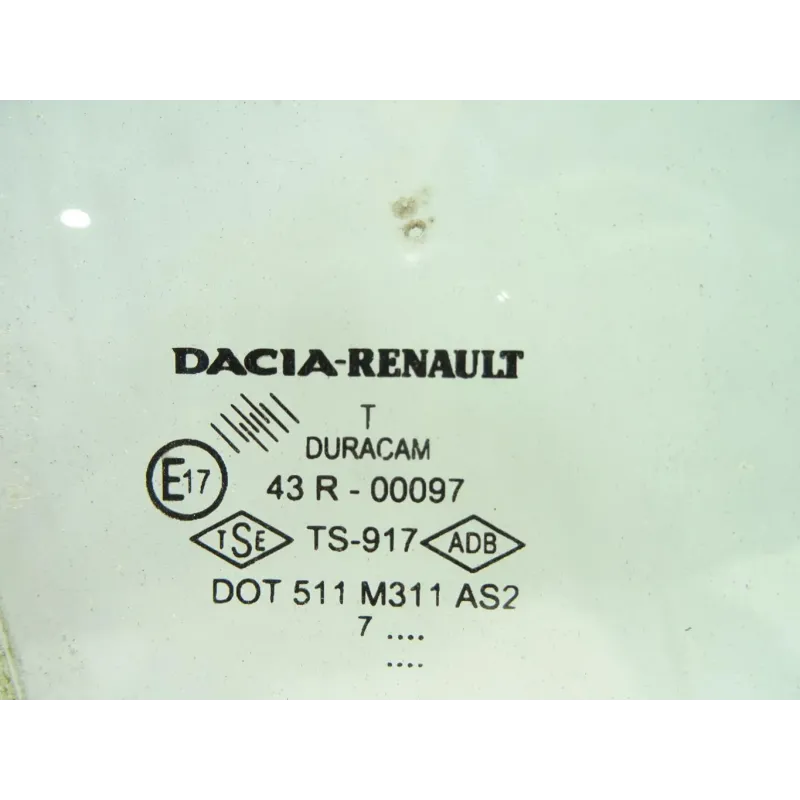 DACIA-RENAULT
T
DURACAM
E17 43 R - 00097
TSE TS-917 ADB
DOT 511 M311 AS2
7 ....
....